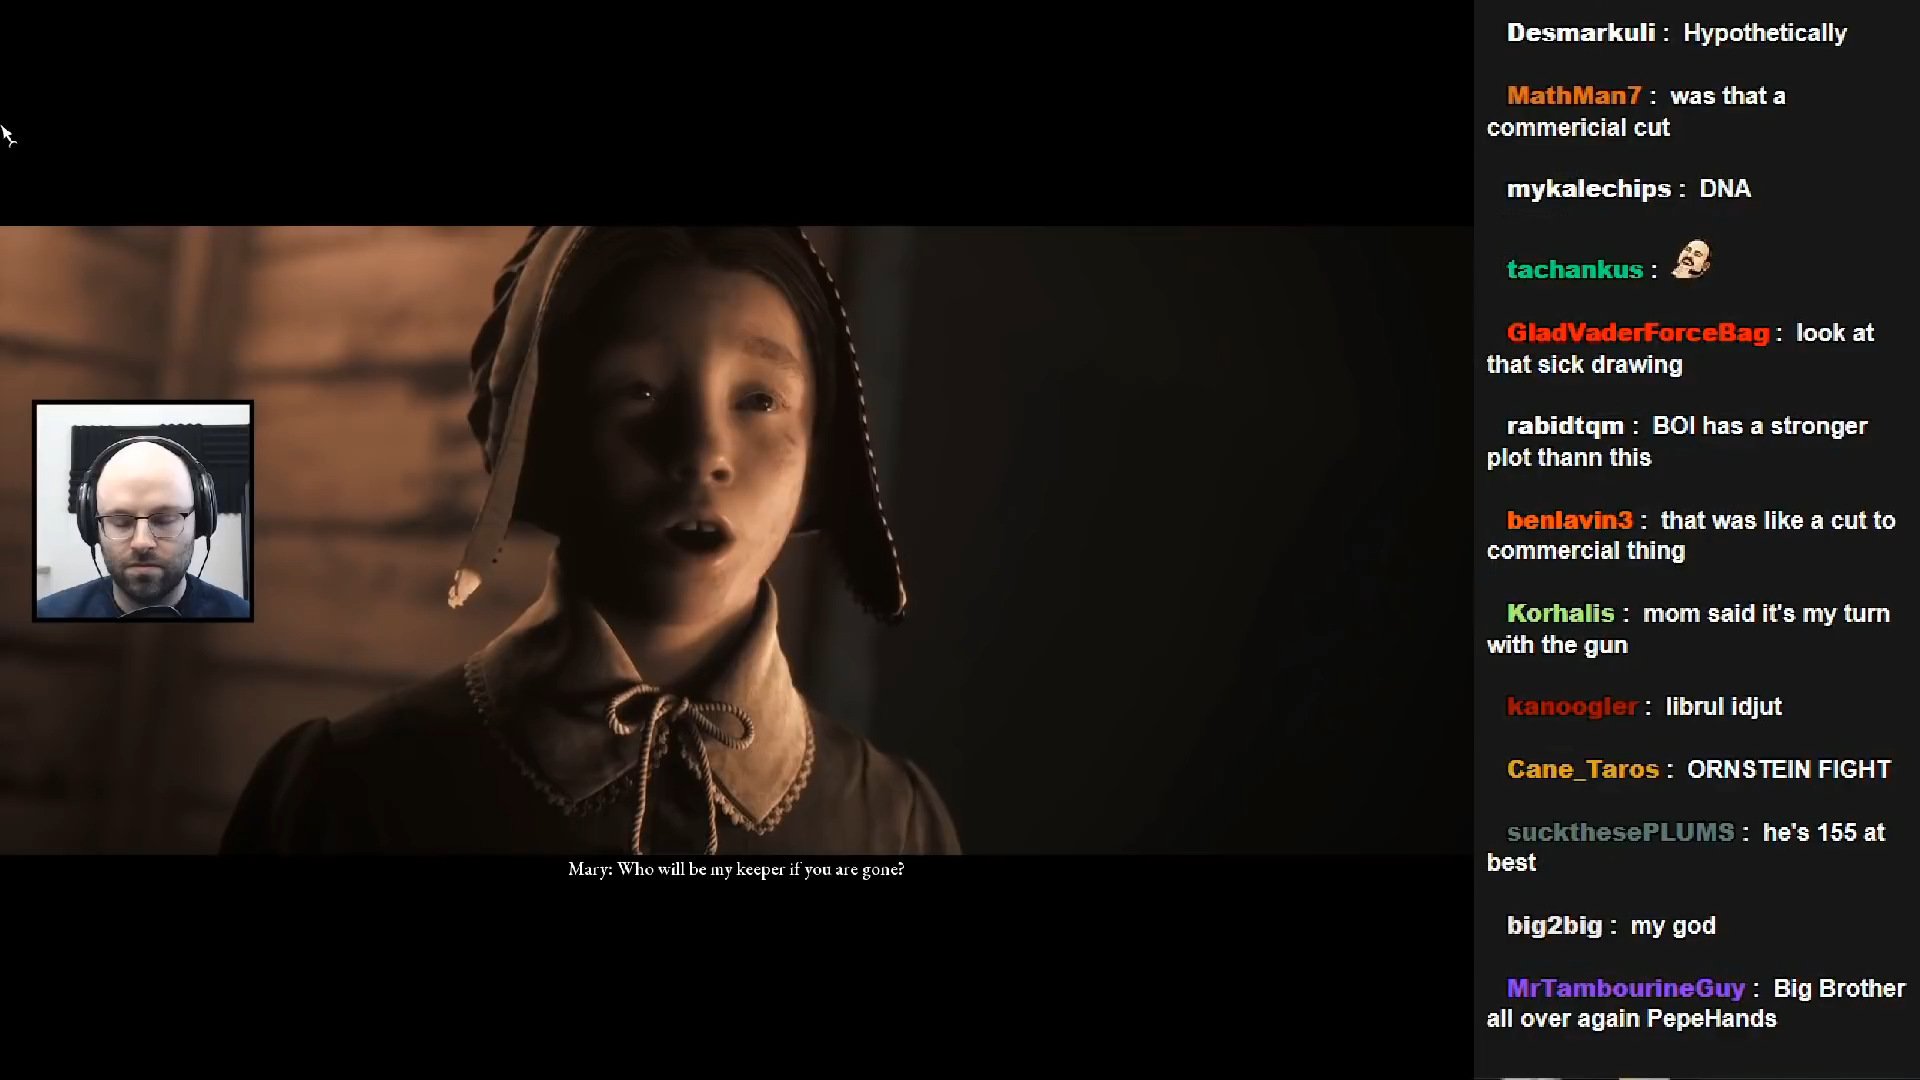 Desmarkuli : Hypothetically
MathMan7 : was that a
commericial cut
mykalechips : DNA
tachankus :
GladVaderForceBag : look at
that sick drawing
rabidtqm : BOI has a stronger
plot thann this
benlavin3 : that was like a cut to
commercial thing
Korhalis : mom said it's my turn
with the gun
kanoogler : librul idjut
Cane_Taros : ORNSTEIN FIGHT
suckthesePLUMS : he's 155 at
best
big2big : my god
MrTambourineGuy : Big Brother
all over again PepeHands
Mary: Who will be my keeper if you are gone?